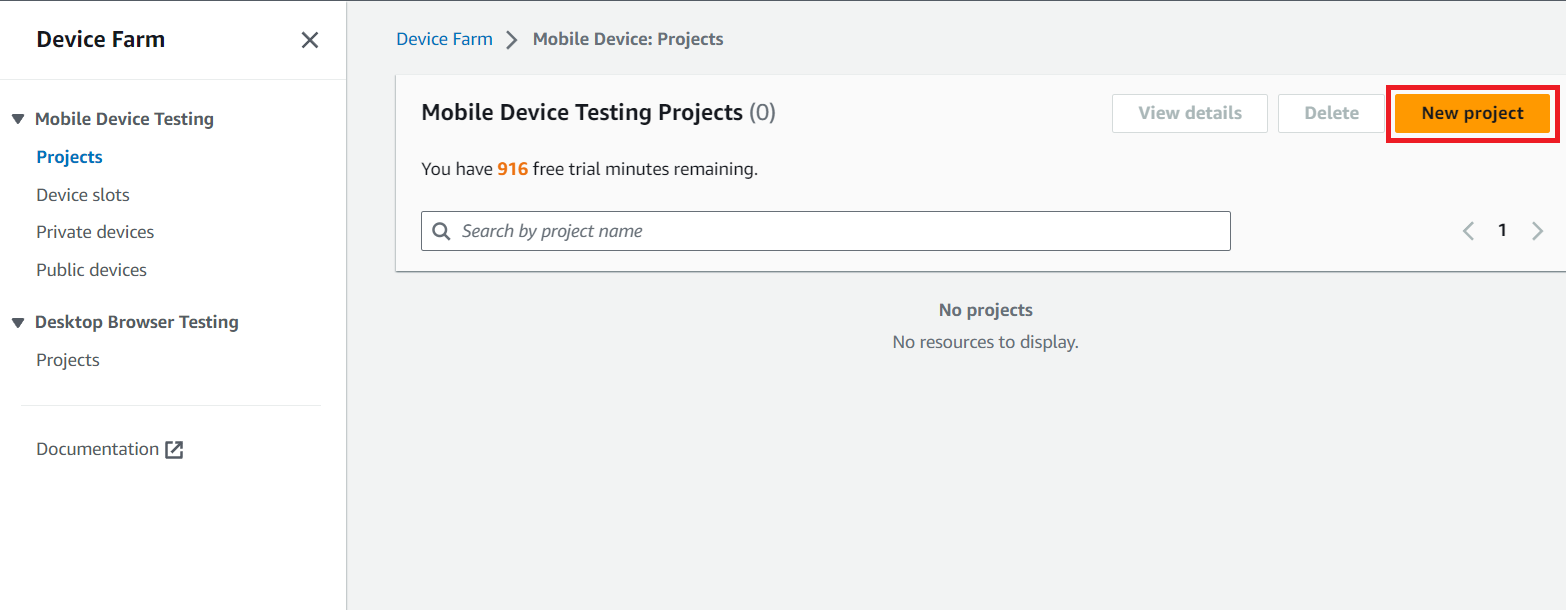 Device Farm
Mobile Device Testing
Projects
Device slots
Private devices
Public devices
Desktop Browser Testing
Projects
Documentation
Device Farm Mobile Device: Projects
Mobile Device Testing Projects (0)
View details Delete New project
You have 916 free trial minutes remaining.
Search by project name
1
No projects
No resources to display.